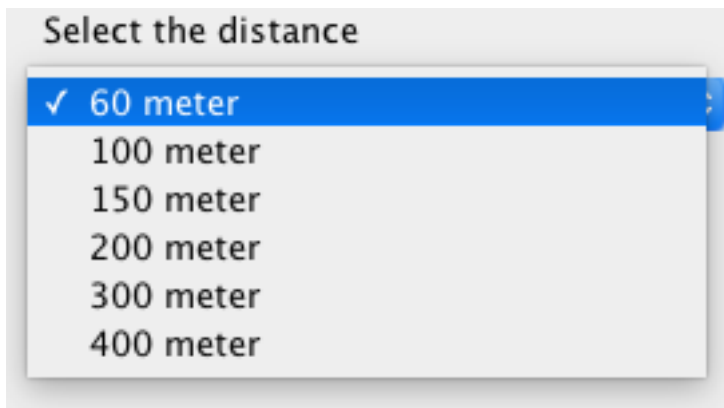 Select the distance
✓ 60 meter
100 meter
150 meter
200 meter
300 meter
400 meter